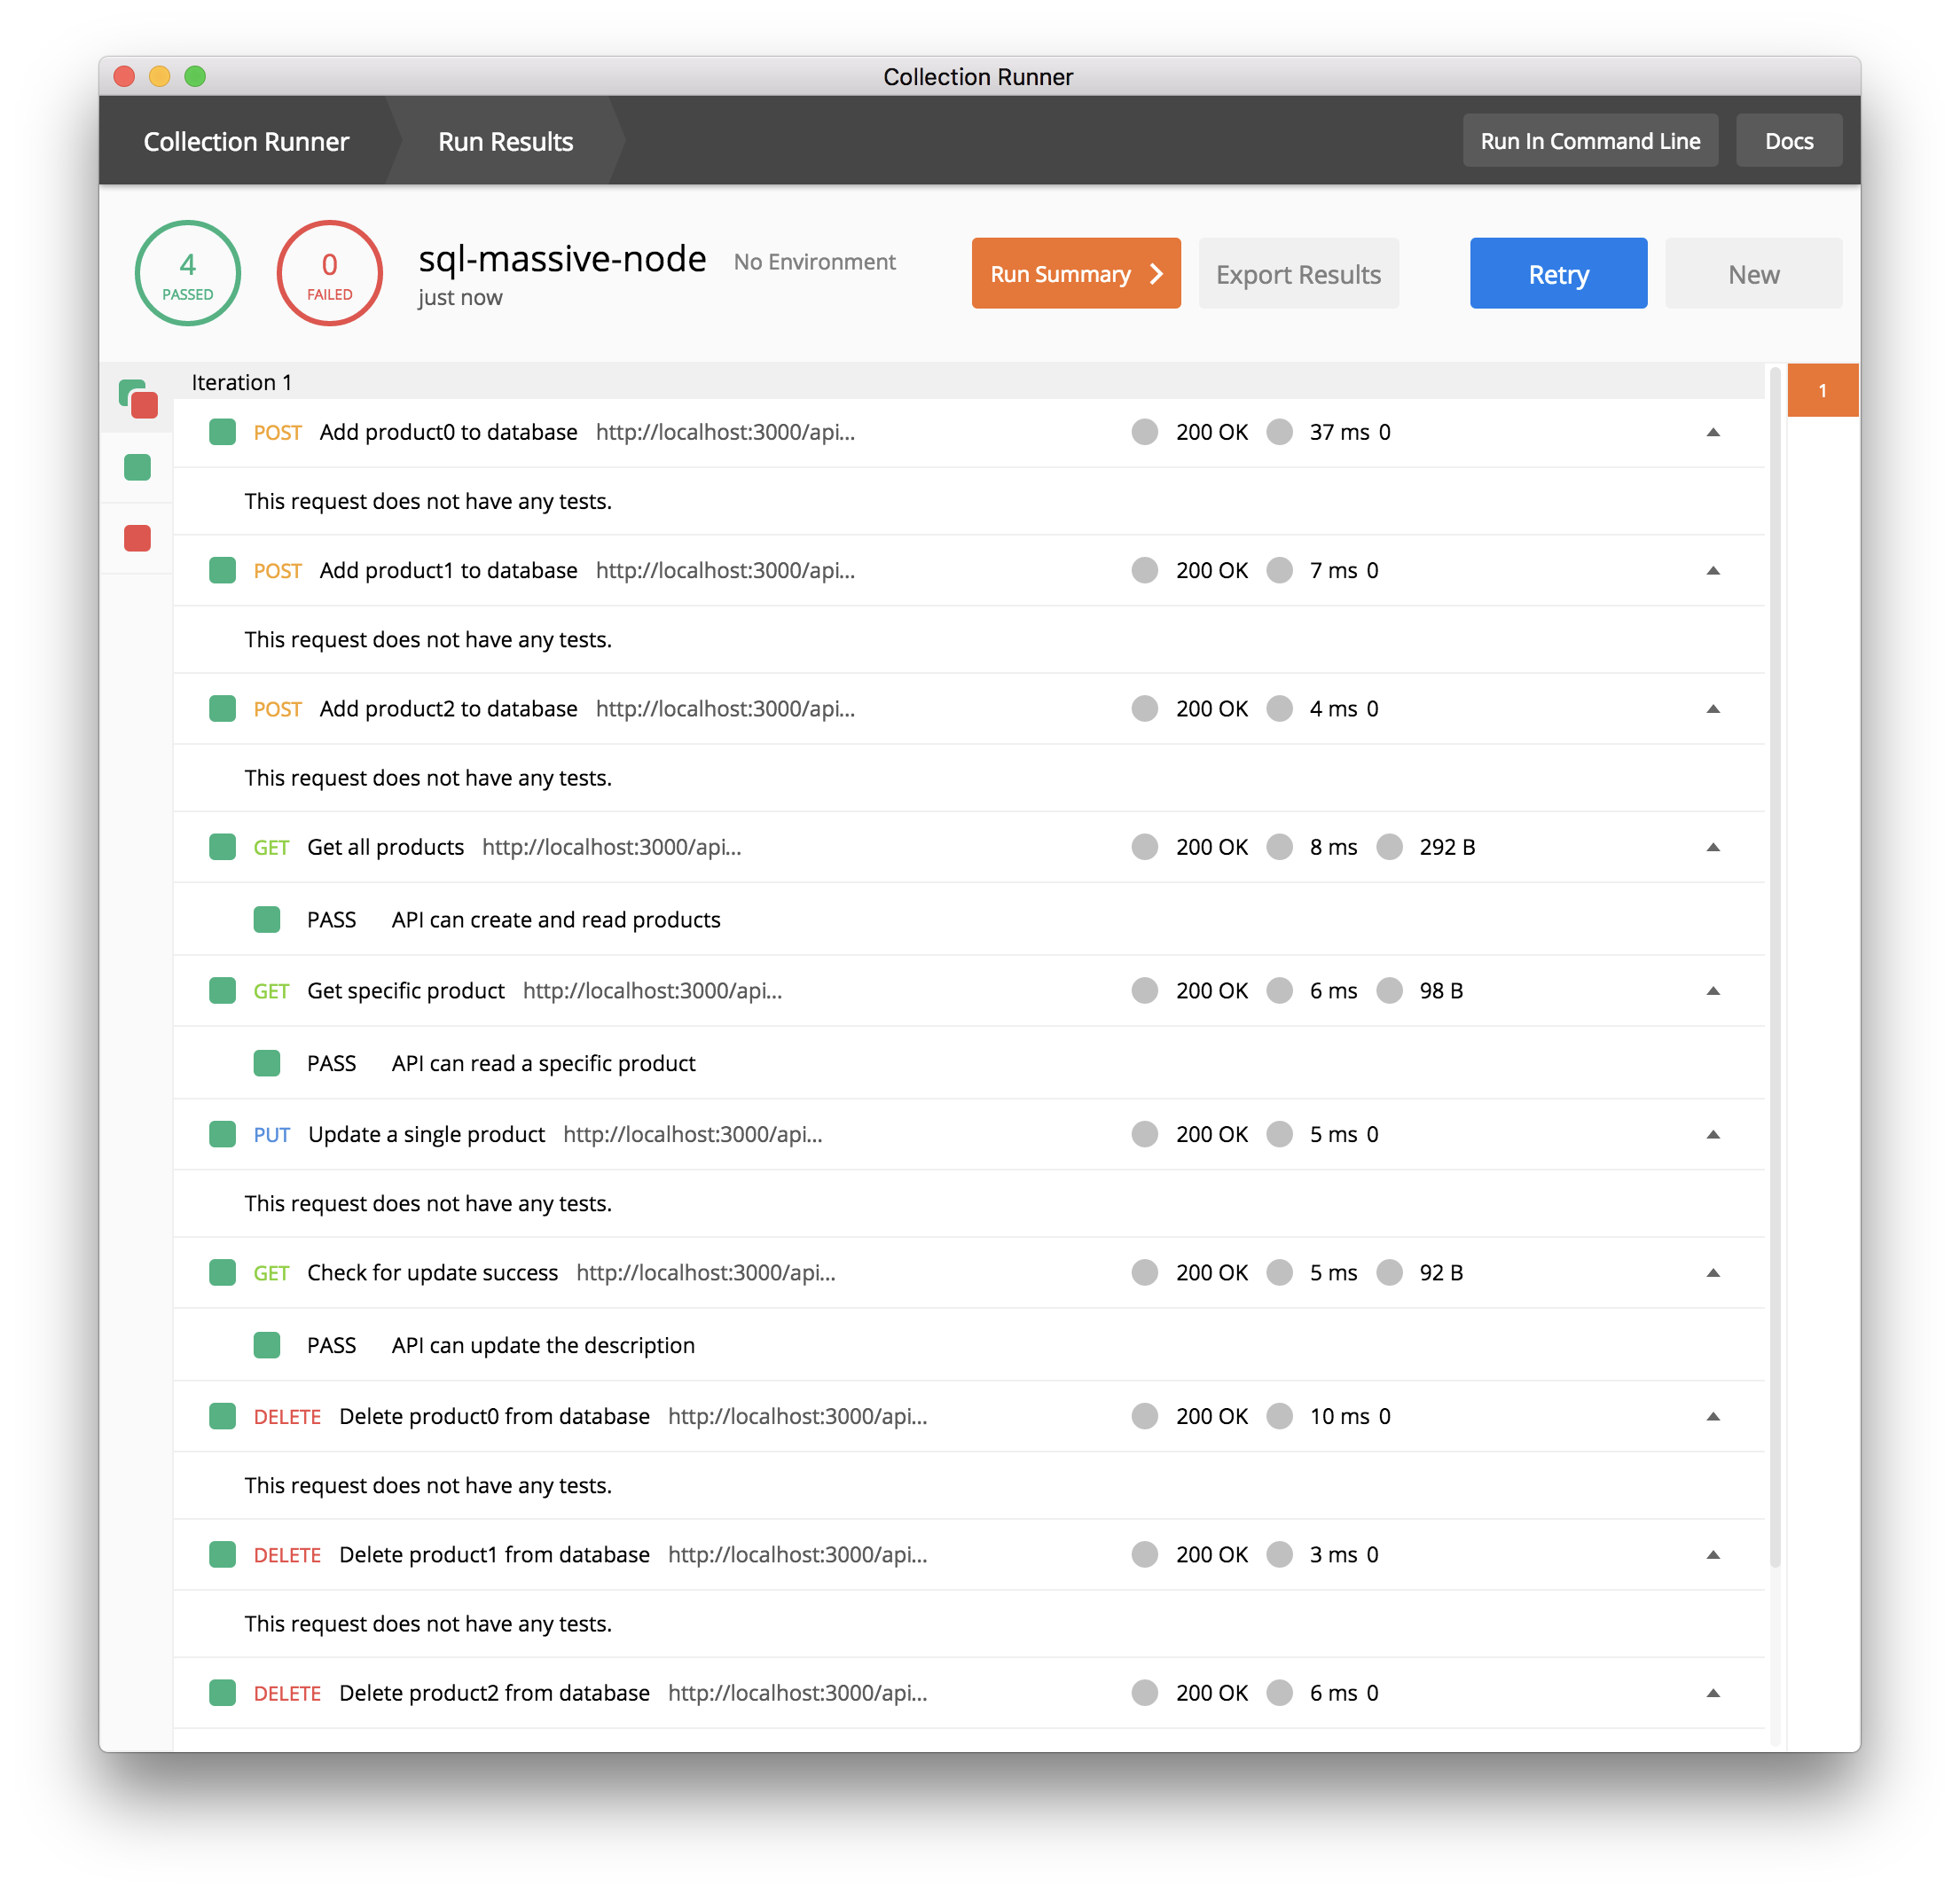 Collection Runner
Collection Runner Run Results Run In Command Line Docs
4 PASSED
0 FAILED
sql-massive-node No Environment
just now
Run Summary Export Results Retry New
Iteration 1
1
POST Add product0 to database http://localhost:3000/api... 200 OK 37 ms 0
This request does not have any tests.
POST Add product1 to database http://localhost:3000/api... 200 OK 7 ms 0
This request does not have any tests.
POST Add product2 to database http://localhost:3000/api... 200 OK 4 ms 0
This request does not have any tests.
GET Get all products http://localhost:3000/api... 200 OK 8 ms 292 B
PASS API can create and read products
GET Get specific product http://localhost:3000/api... 200 OK 6 ms 98 B
PASS API can read a specific product
PUT Update a single product http://localhost:3000/api... 200 OK 5 ms 0
This request does not have any tests.
GET Check for update success http://localhost:3000/api... 200 OK 5 ms 92 B
PASS API can update the description
DELETE Delete product0 from database http://localhost:3000/api... 200 OK 10 ms 0
This request does not have any tests.
DELETE Delete product1 from database http://localhost:3000/api... 200 OK 3 ms 0
This request does not have any tests.
DELETE Delete product2 from database http://localhost:3000/api... 200 OK 6 ms 0